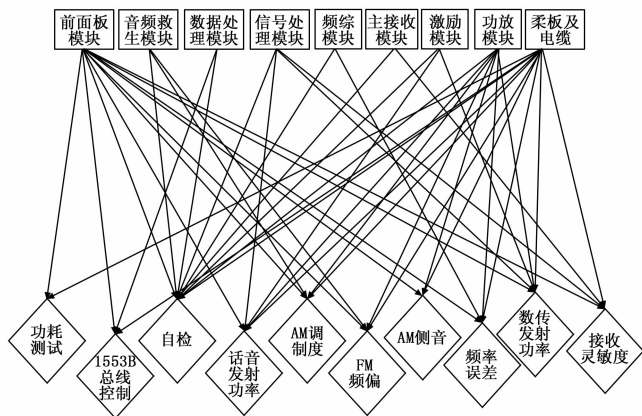 前面板
模块
音频救
生模块
数据处
理模块
信号处
理模块
频综
模块
主接收
模块
激励
模块
功放
模块
柔板及
电缆
功耗
测试
1553B
总线
控制
自检
话音
发射
功率
AM调
制度
FM
频偏
AM侧音
频率
误差
数传
发射
功率
接收
灵敏度